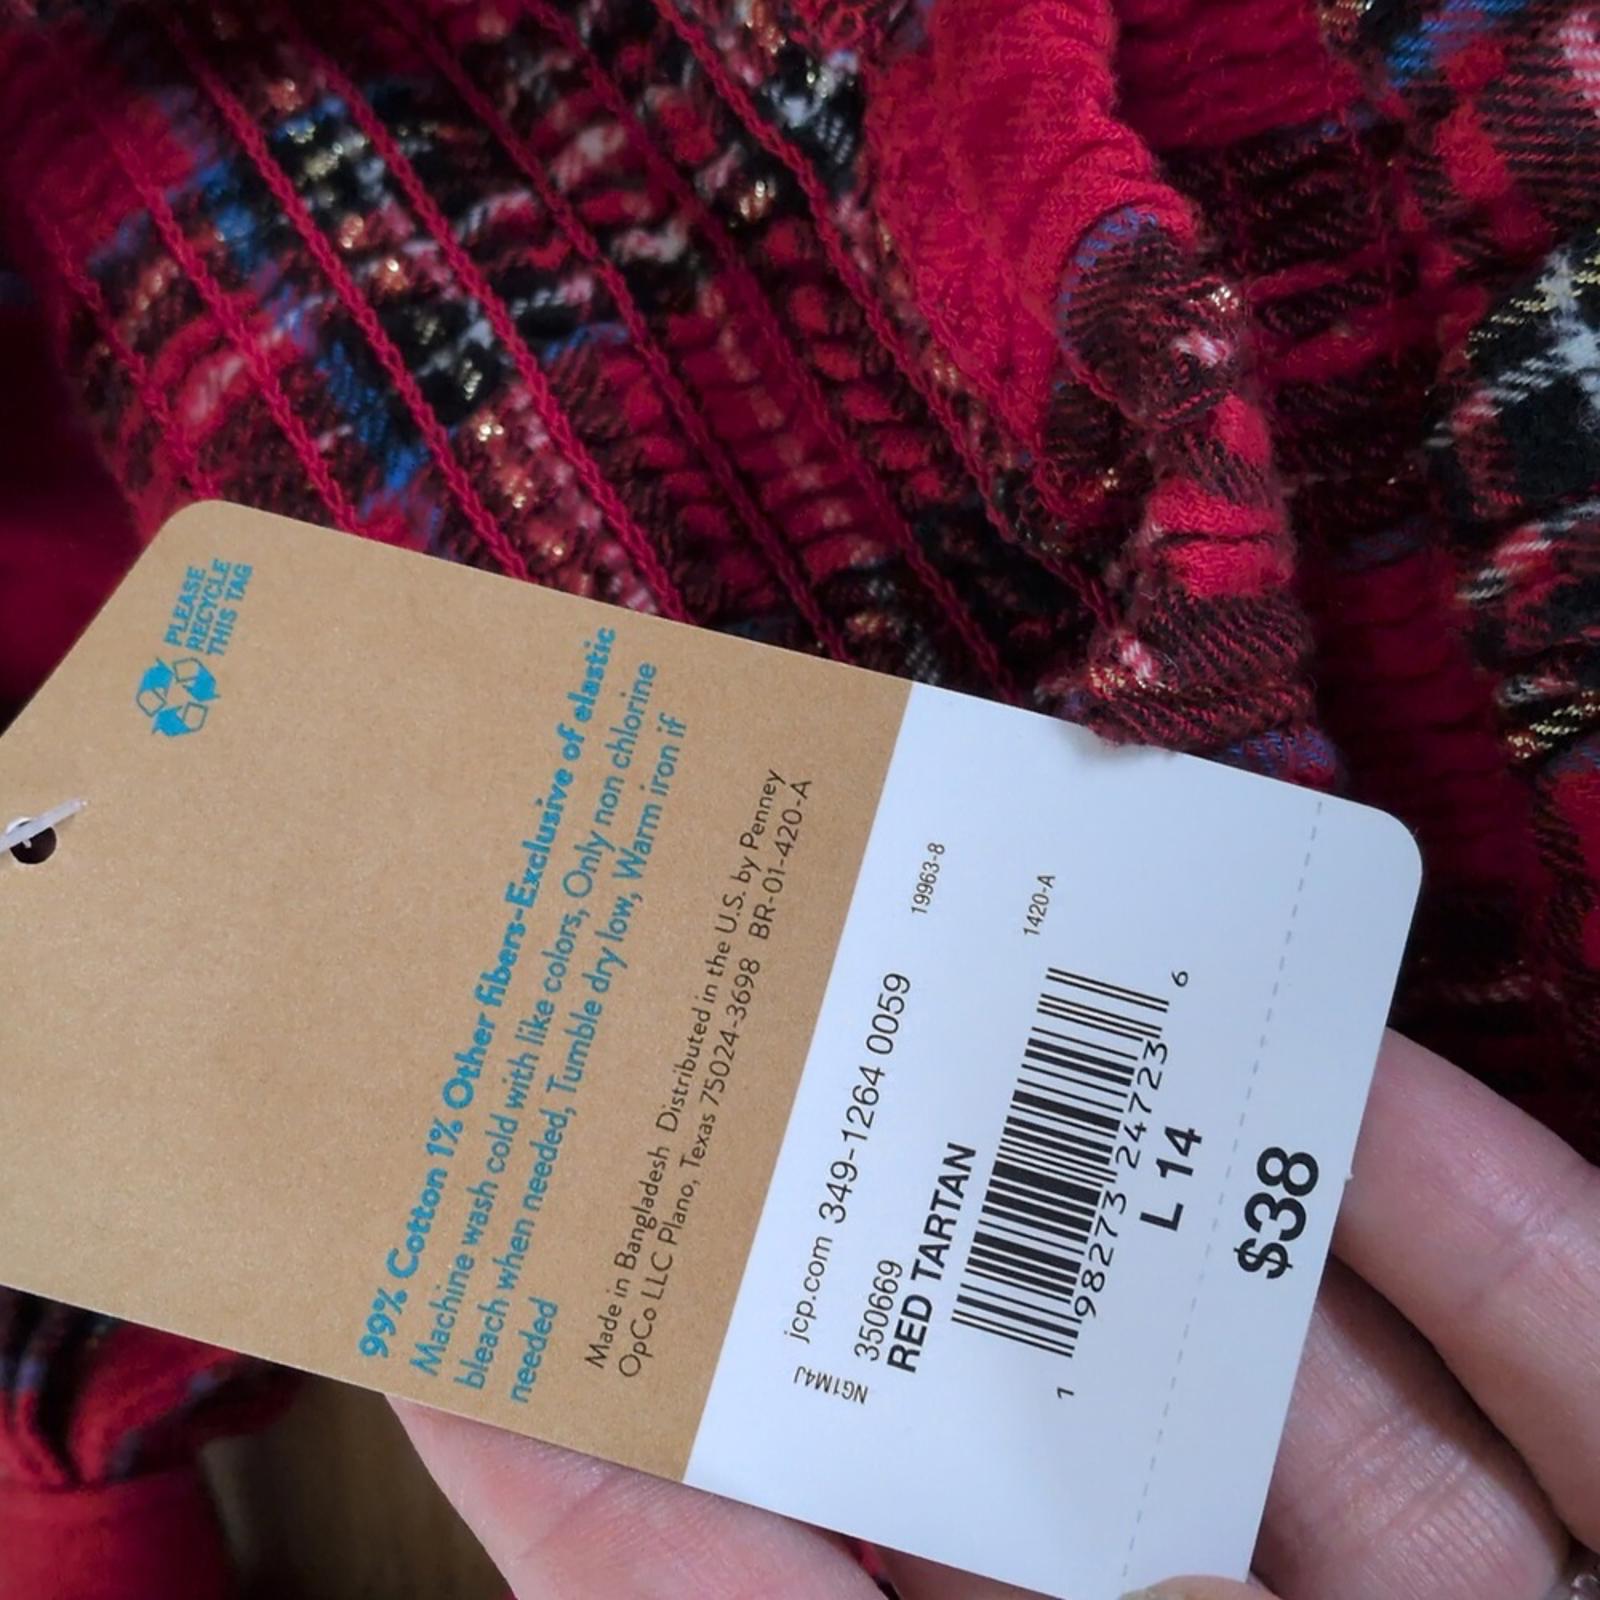 PLEASE
RECYCLE
THIS TAG
99% Cotton 1% Other fibers-Exclusive of elastic
Machine wash cold with like colors, Only non chlorine
bleach when needed, Tumble dry low, Warm iron if
needed
Made in Bangladesh Distributed in the U.S. by Penney
OpCo LLC Plano, Texas 75024-3698 BR-01-420-A
19963-8
jcp.com 349-1264 0059
1420-A
NG1M4J
350669
RED TARTAN
1 98273 24723 6
L 14
$38